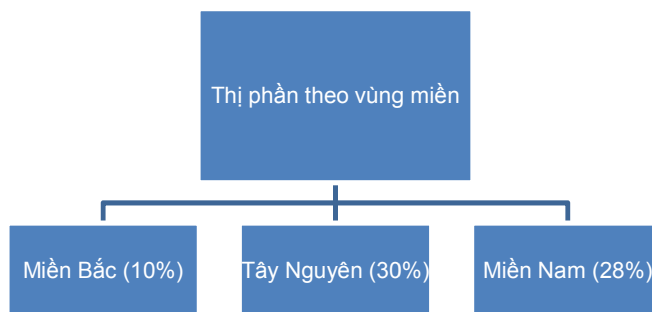 Thị phần theo vùng miền
Miền Bắc (10%)
Tây Nguyên (30%)
Miền Nam (28%)